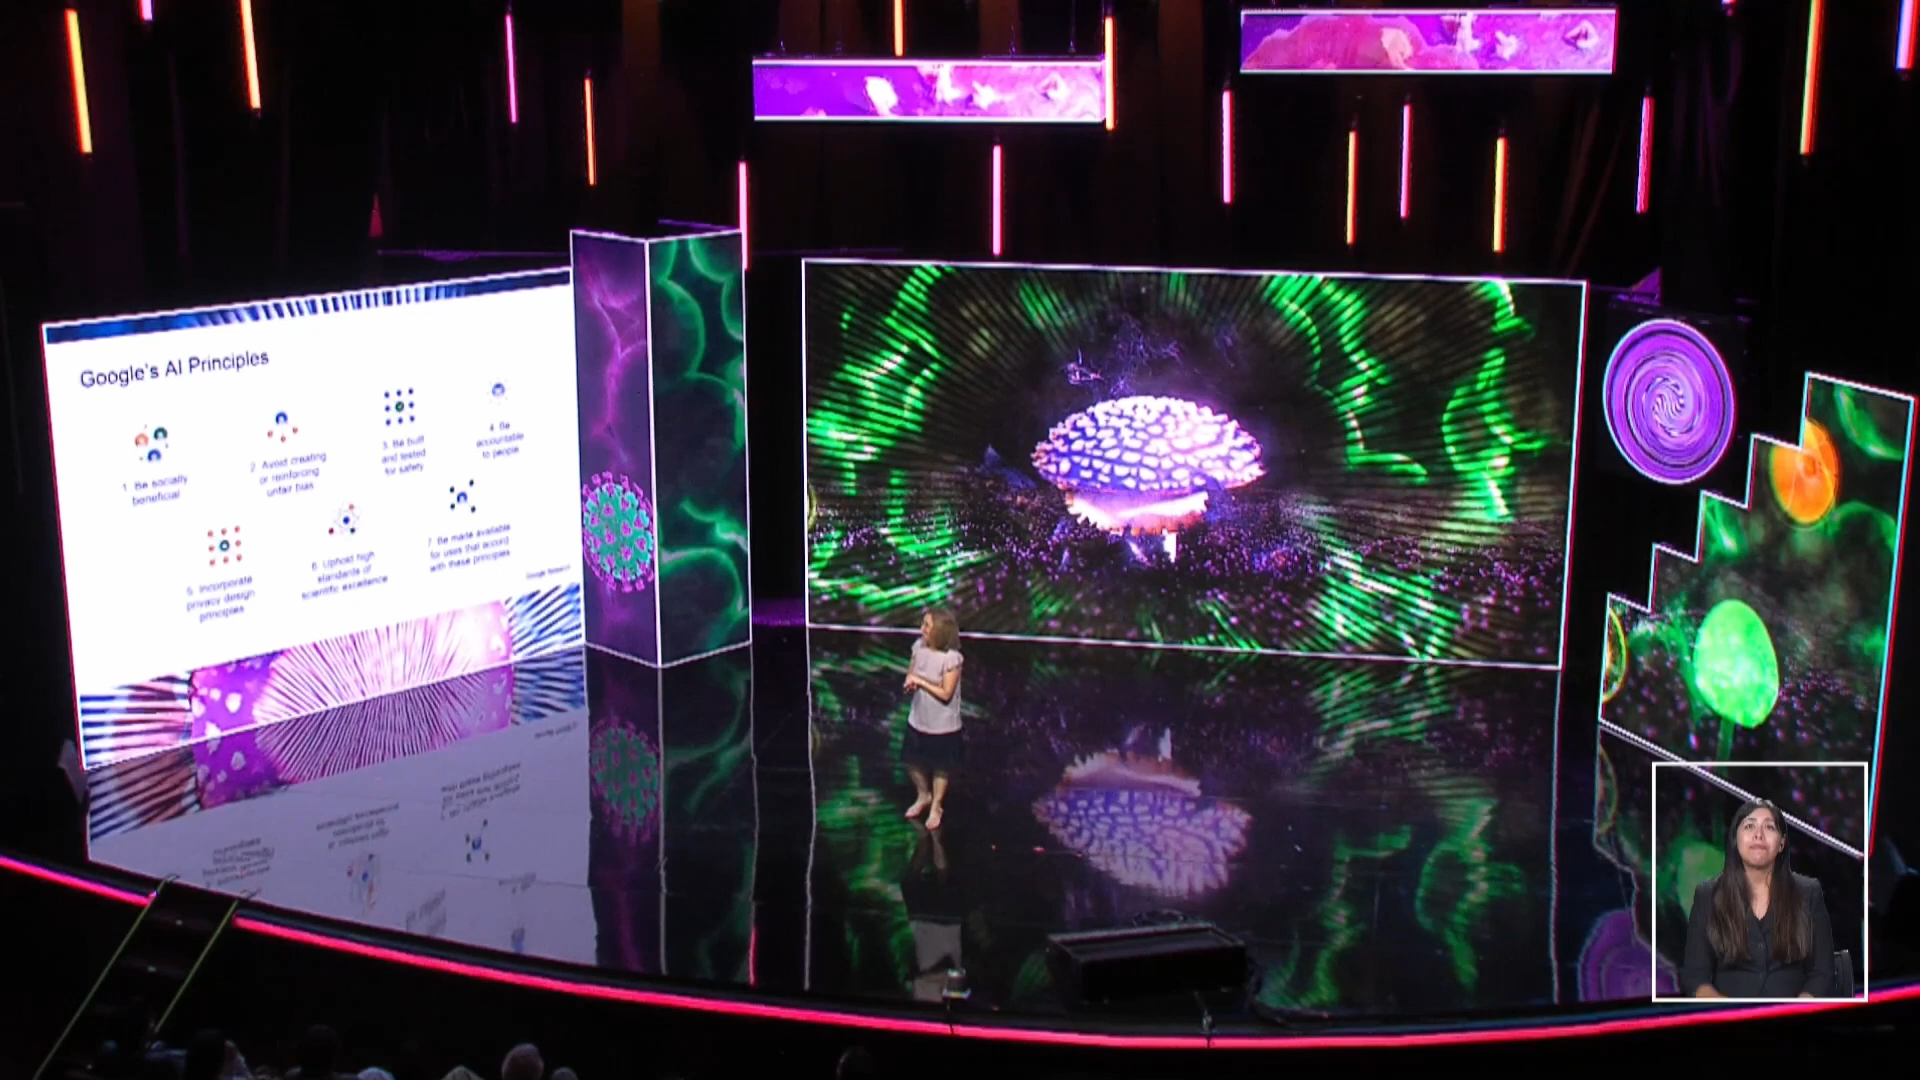 Google's AI Principles
1. Be socially
beneficial
2. Avoid creating
or reinforcing
unfair bias
3. Be built
and tested
for safety
4. Be
accountable
to people
5. Incorporate
privacy design
principles
6. Uphold high
standards of
scientific excellence
7. Be made available
for uses that accord
with these principles
Google Research